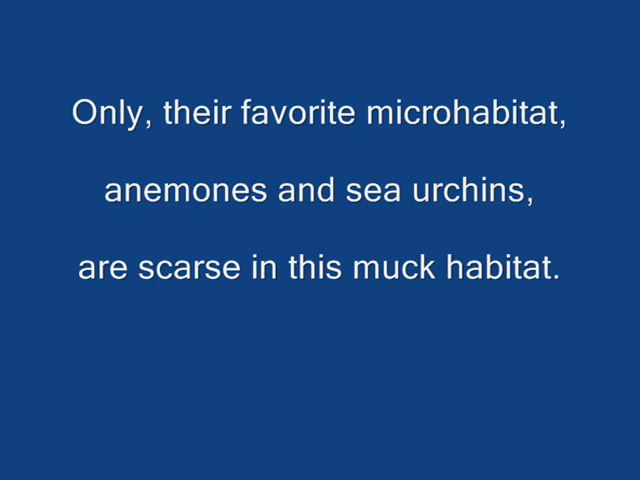 Only, their favorite microhabitat,
anemones and sea urchins,
are scarse in this muck habitat.